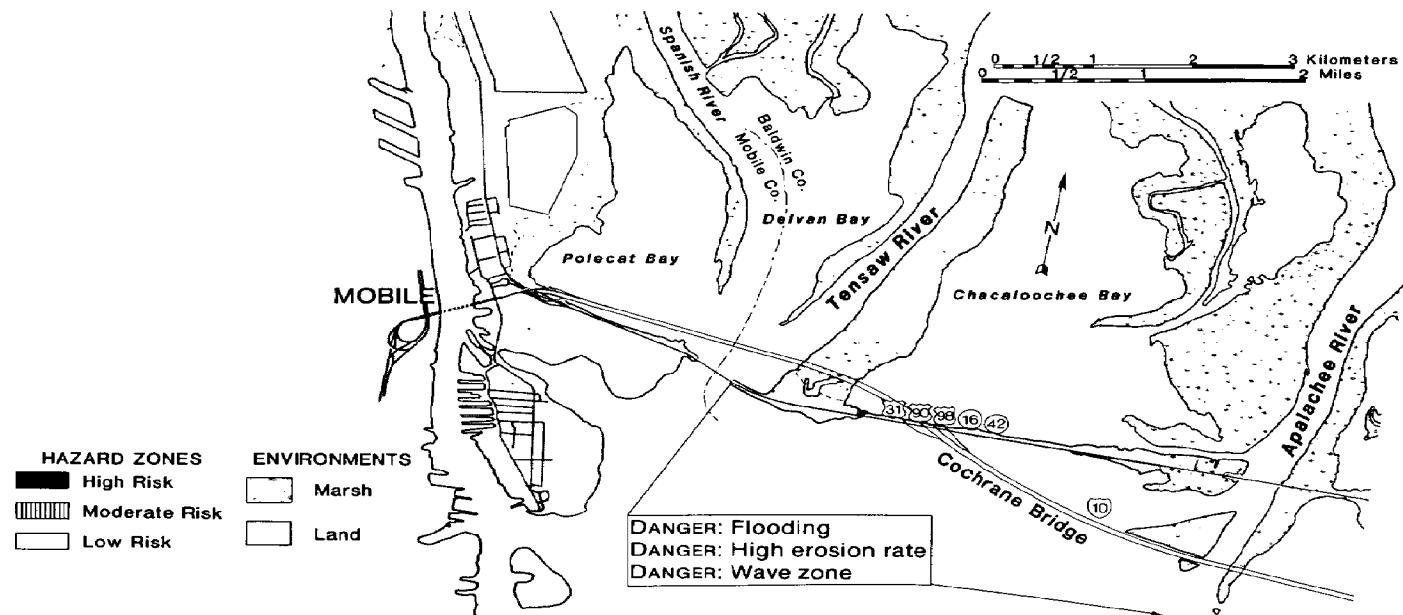 0 1/2 1 2 3 Kilometers
0 1/2 1 2 Miles
Spanish River
Baldwin Co.
Mobile Co.
Delvan Bay
Polecat Bay
Tensaw River
N
Chacaloochee Bay
MOBILE
Apalachee River
31 90 98 16 42
Cochrane Bridge
10
HAZARD ZONES
High Risk
Moderate Risk
Low Risk
ENVIRONMENTS
Marsh
Land
DANGER: Flooding
DANGER: High erosion rate
DANGER: Wave zone